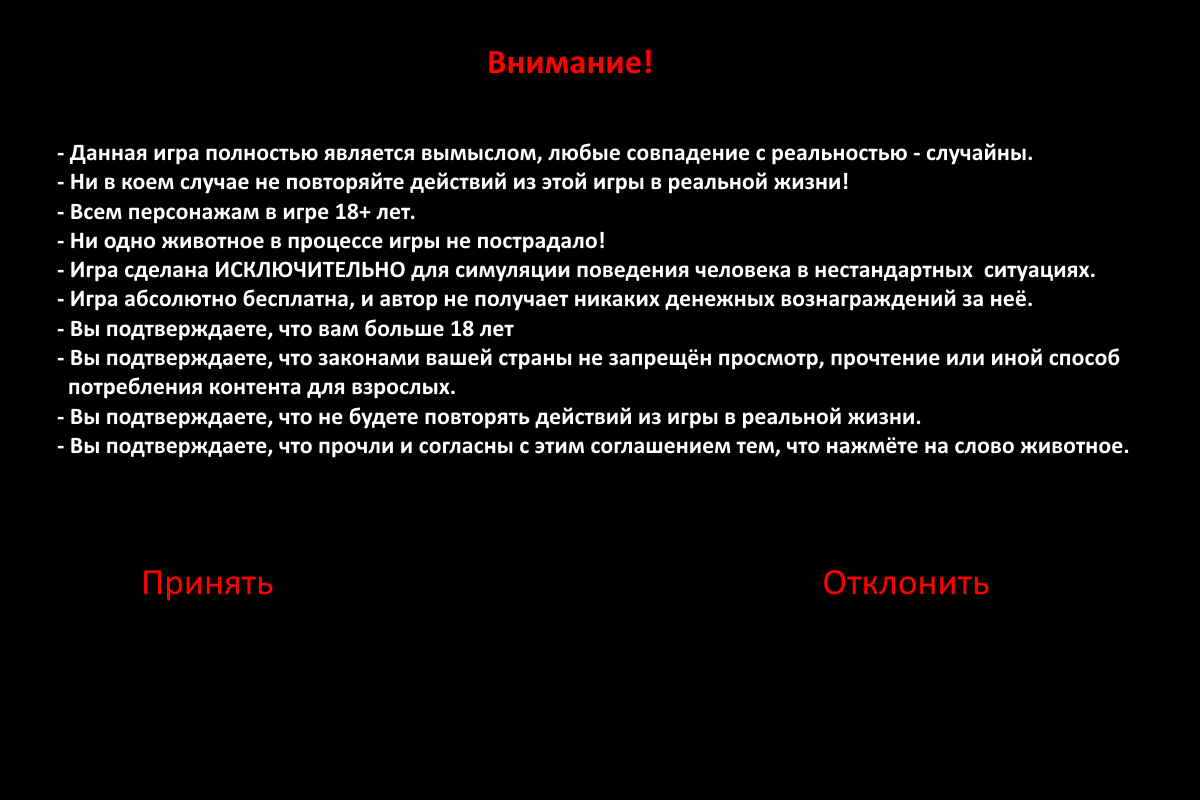 Внимание!
- Данная игра полностью является вымыслом, любые совпадение с реальностью - случайны.
- Ни в коем случае не повторяйте действий из этой игры в реальной жизни!
- Всем персонажам в игре 18+ лет.
- Ни одно животное в процессе игры не пострадало!
- Игра сделана ИСКЛЮЧИТЕЛЬНО для симуляции поведения человека в нестандартных  ситуациях.
- Игра абсолютно бесплатна, и автор не получает никаких денежных вознаграждений за неё.
- Вы подтверждаете, что вам больше 18 лет
- Вы подтверждаете, что законами вашей страны не запрещён просмотр, прочтение или иной способ
потребления контента для взрослых.
- Вы подтверждаете, что не будете повторять действий из игры в реальной жизни.
- Вы подтверждаете, что прочли и согласны с этим соглашением тем, что нажмёте на слово животное.
Принять Отклонить